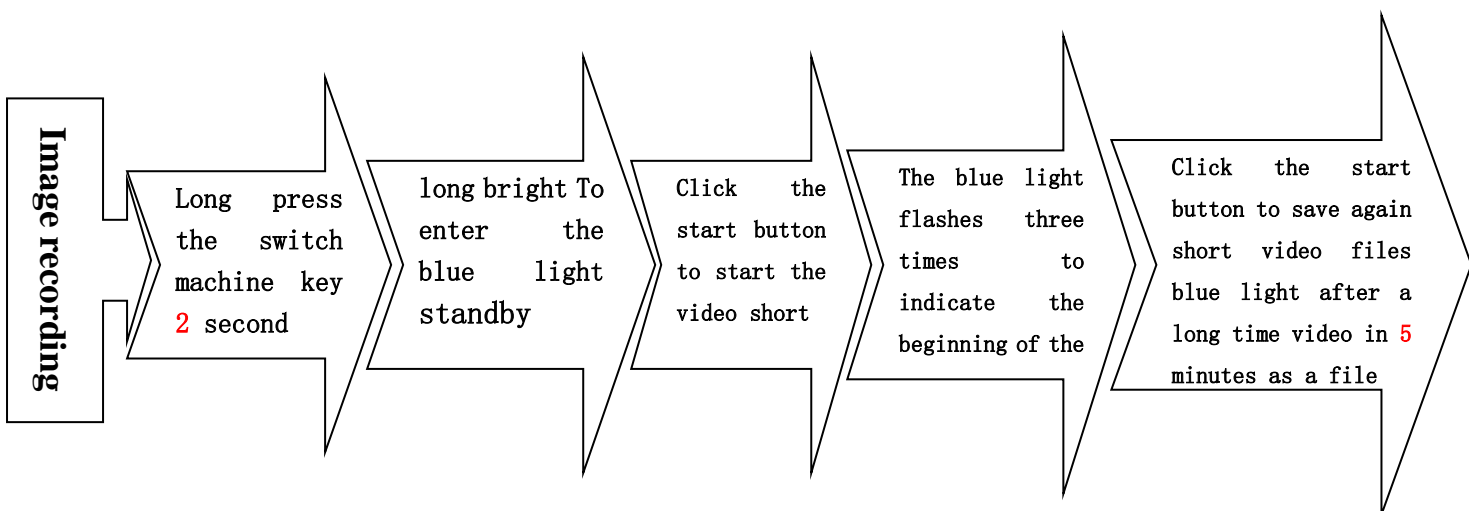 Image recording
Long press
the switch
machine key
2 second
long bright To
enter the
blue light
standby
Click the
start button
to start the
video short
The blue light
flashes three
times to
indicate the
beginning of the
Click the start
button to save again
short video files
blue light after a
long time video in 5
minutes as a file